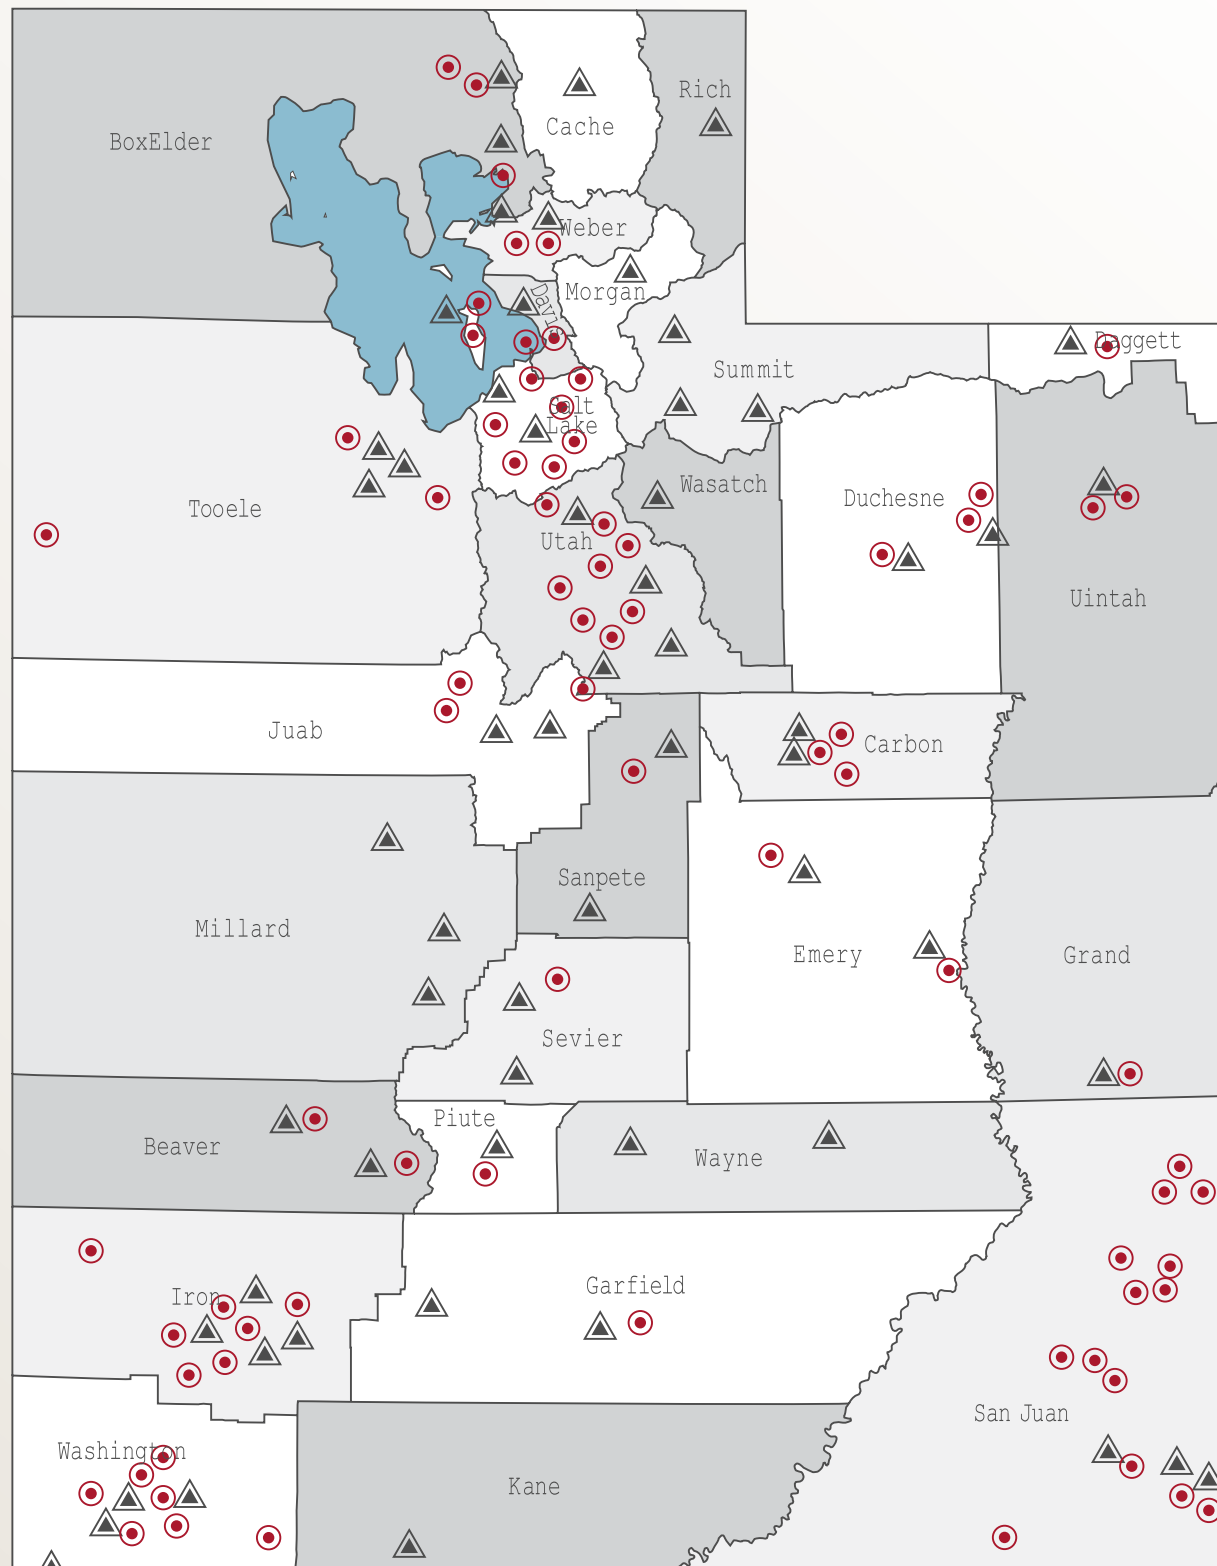 Rich
Cache
BoxElder
Weber
Davis
Morgan
Daggett
Summit
Salt
Lake
Wasatch
Duchesne
Tooele
Utah
Uintah
Juab
Carbon
Sanpete
Millard
Emery
Grand
Sevier
Piute
Beaver
Wayne
Garfield
Iron
San Juan
Washington
Kane